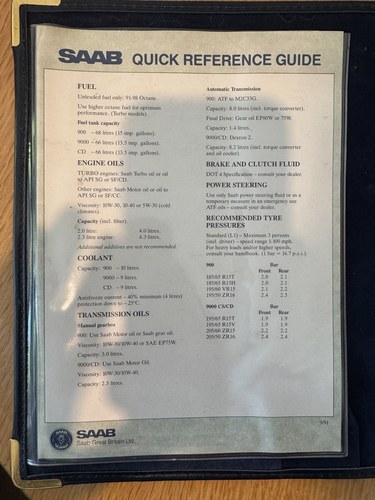 SAAB QUICK REFERENCE GUIDE
FUEL
Unleaded fuel only: 91-98 Octane.
Use higher octane fuel for optimum
performance. (Turbo models).
Fuel tank capacity
900 – 68 litres (15 imp. gallons).
9000 – 66 litres (13.5 imp. gallons).
CD – 66 litres (13.5 imp. gallons).
ENGINE OILS
TURBO engines: Saab Turbo oil or oil
to API SG or SF/CD.
Other engines: Saab Motor oil or oil to
API SG or SF/CC.
Viscosity: 10W-30, 10-40 or 5W-30 (cold
climates).
Capacity (incl. filter).
2.0 litre: 4.0 litres.
2.3 litre engine: 4.3 litres.
Additional additives are not recommended.
COOLANT
Capacity: 900 – 10 litres.
9000 – 9 litres.
CD – 9 litres.
Antifreeze content – 40% minimum (4 litres)
protection down to – 25°C.
TRANSMISSION OILS
Manual gearbox
900: Use Saab Motor oil or Saab gear oil.
Viscosity: 10W-30/10W-40 or SAE EP75W.
Capacity: 3.0 litres.
9000/CD: Use Saab Motor Oil.
Viscosity: 10W-30/10W-40.
Capacity: 2.5 litres.
Automatic Transmission
900: ATF to M2C33G.
Capacity: 8.0 litres (incl. torque converter).
Final Drive: Gear oil EP80W or 75W.
Capacity: 1.4 litres.
9000/CD: Dexron 2.
Capacity: 8.2 litres (incl. torque converter
and oil cooler).
BRAKE AND CLUTCH FLUID
DOT 4 Specification – consult your dealer.
POWER STEERING
Use only Saab power steering fluid or as a
temporary measure in an emergency use
ATF oils – consult your dealer.
RECOMMENDED TYRE
PRESSURES
Standard (LI) – Maximum 3 persons
(incl. driver) – speed range 1-100 mph.
For heavy loads and/or higher speeds,
consult your handbook. (1 bar = 14.7 p.s.i.)
900 Bar
Front Rear
185/65 R15T 2.0 2.1
185/65 R15H 2.0 2.1
195/60 VR15 2.1 2.2
195/50 ZR16 2.4 2.5
9000 CS/CD Bar
Front Rear
195/65 R15T 1.9 1.9
195/65 R15V 1.9 1.9
205/60 ZR15 2.2 2.2
205/50 ZR16 2.4 2.4
SAAB
Saab Great Britain Ltd.